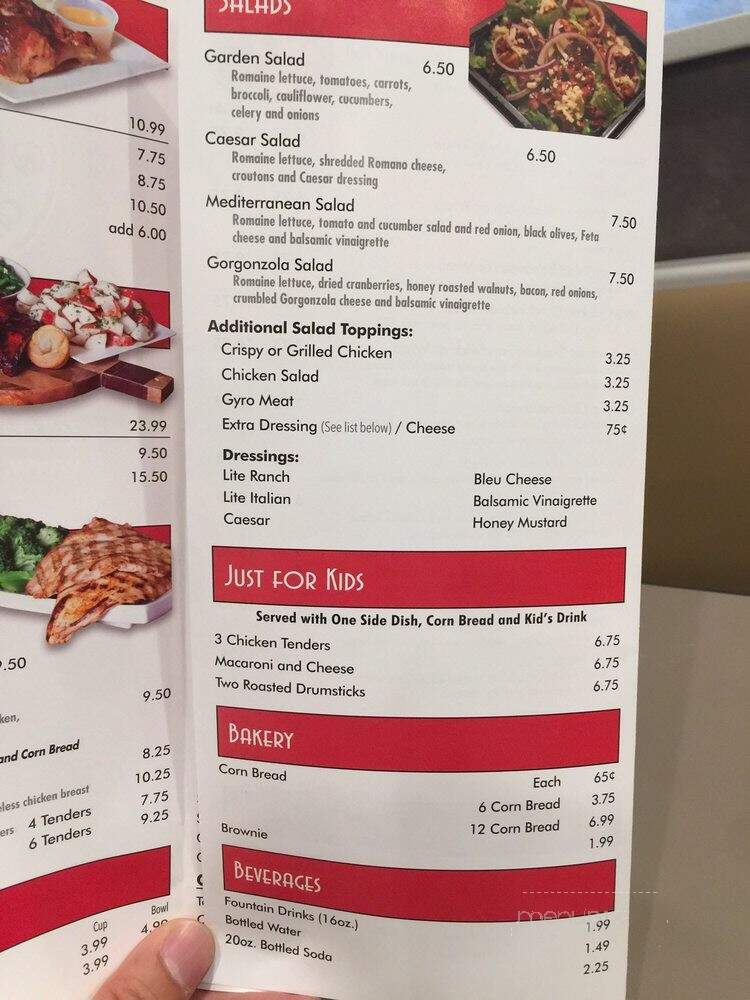 10.99
7.75
8.75
10.50
add 6.00
23.99
9.50
15.50
.50
9.50
ken,
and Corn Bread
8.25
10.25
eless chicken breast
7.75
ers 4 Tenders
9.25
6 Tenders
Cup Bowl
3.99 4.99
3.99
SALADS
Garden Salad 6.50
Romaine lettuce, tomatoes, carrots,
broccoli, cauliflower, cucumbers,
celery and onions
Caesar Salad 6.50
Romaine lettuce, shredded Romano cheese,
croutons and Caesar dressing
Mediterranean Salad 7.50
Romaine lettuce, tomato and cucumber salad and red onion, black olives, Feta
cheese and balsamic vinaigrette
Gorgonzola Salad 7.50
Romaine lettuce, dried cranberries, honey roasted walnuts, bacon, red onions,
crumbled Gorgonzola cheese and balsamic vinaigrette
Additional Salad Toppings:
Crispy or Grilled Chicken 3.25
Chicken Salad 3.25
Gyro Meat 3.25
Extra Dressing (See list below) / Cheese 75¢
Dressings:
Lite Ranch Bleu Cheese
Lite Italian Balsamic Vinaigrette
Caesar Honey Mustard
JUST FOR KIDS
Served with One Side Dish, Corn Bread and Kid's Drink
3 Chicken Tenders 6.75
Macaroni and Cheese 6.75
Two Roasted Drumsticks 6.75
BAKERY
Corn Bread Each 65¢
6 Corn Bread 3.75
12 Corn Bread 6.99
Brownie 1.99
BEVERAGES
Fountain Drinks (16oz.) 1.99
Bottled Water 1.49
20oz. Bottled Soda 2.25